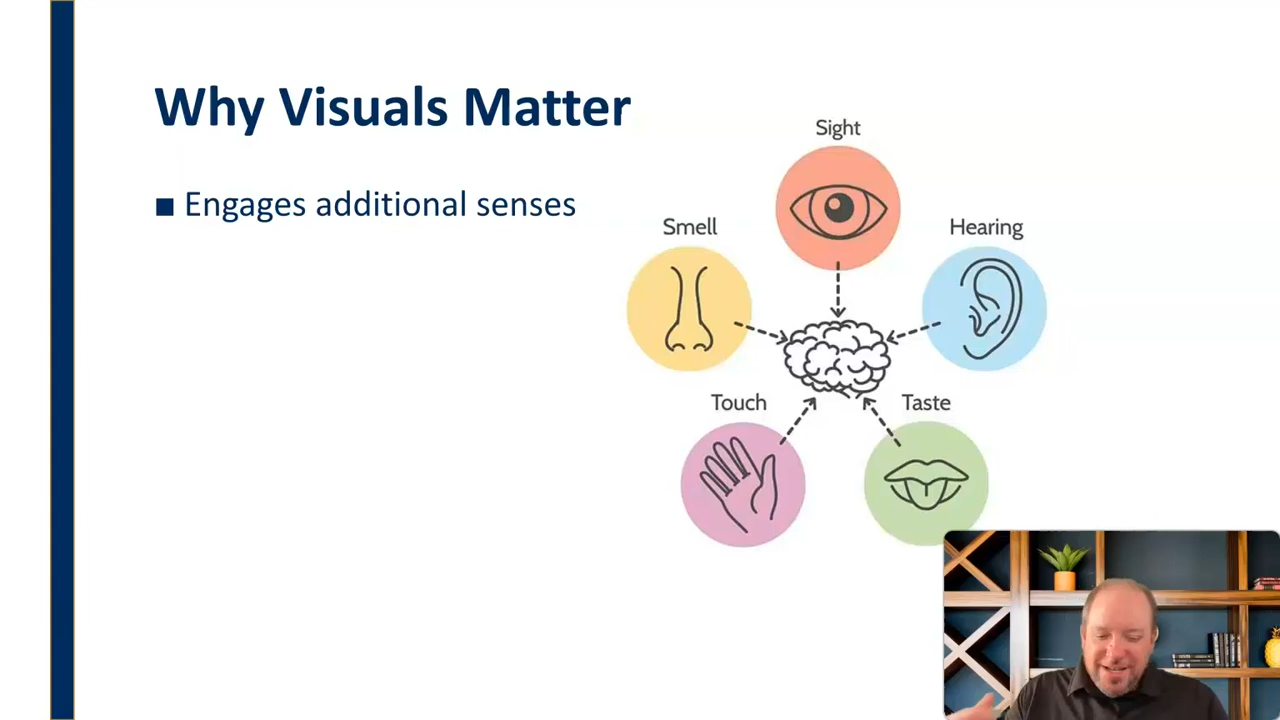 Why Visuals Matter
■ Engages additional senses
Sight
Smell
Hearing
Touch
Taste